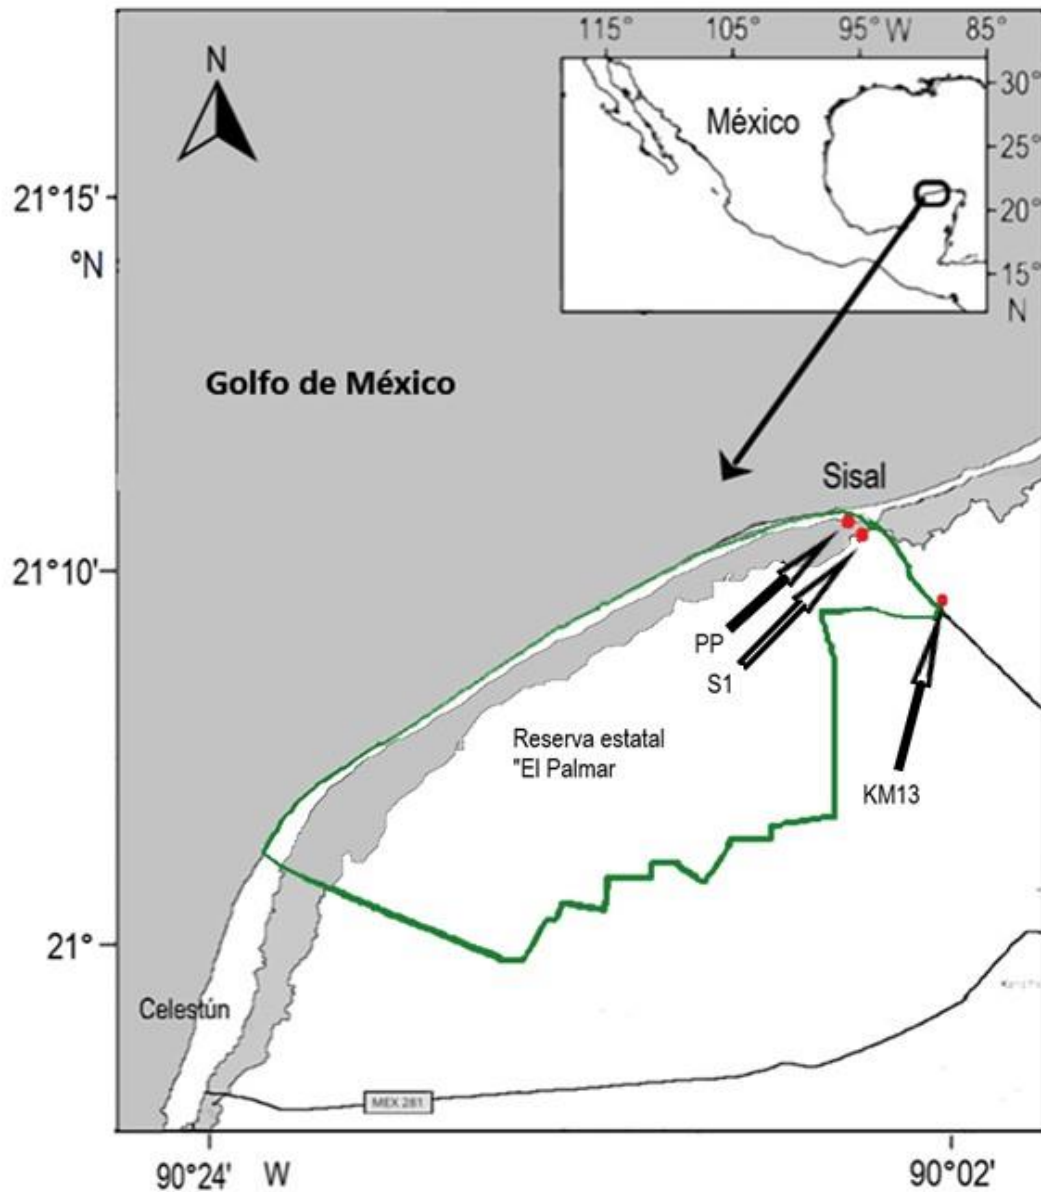 115° 105° 95° W 85°
N
México
30°
25°
20°
15°
N
21°15'
°N
Golfo de México
Sisal
21°10'
PP
S1
Reserva estatal
"El Palmar
KM13
21°
Celestún
MEX 281
90°24' W 90°02'